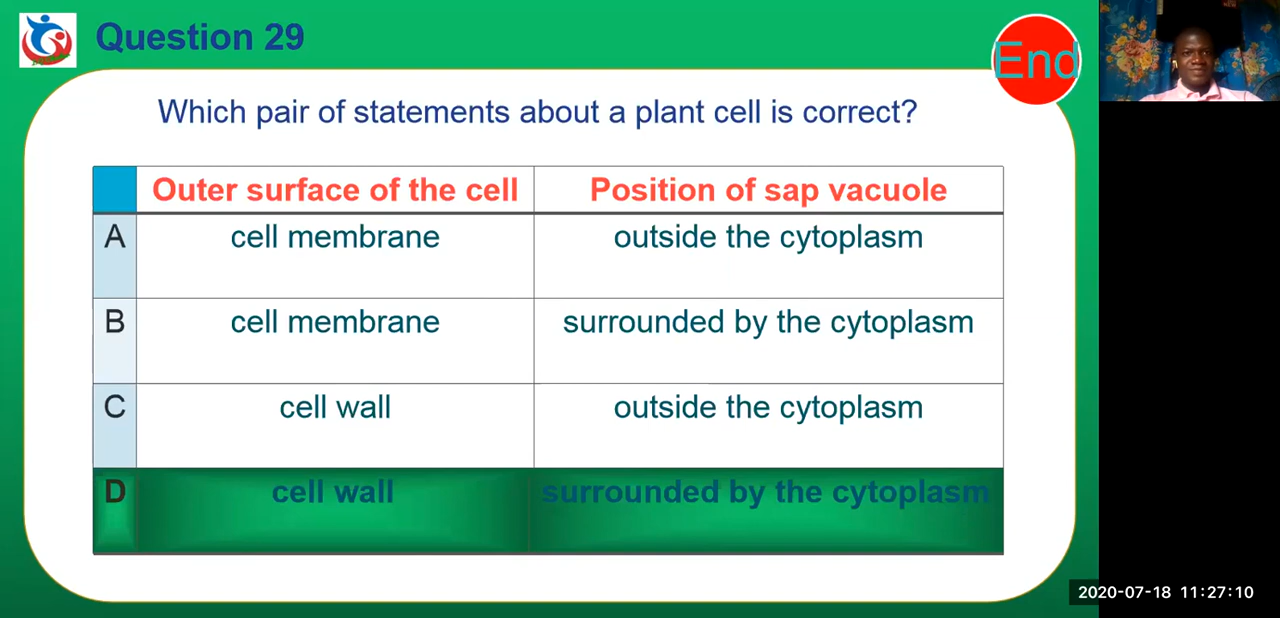 Question 29
End
Which pair of statements about a plant cell is correct?
Outer surface of the cell Position of sap vacuole
A cell membrane outside the cytoplasm
B cell membrane surrounded by the cytoplasm
C cell wall outside the cytoplasm
D cell wall surrounded by the cytoplasm
2020-07-18 11:27:10